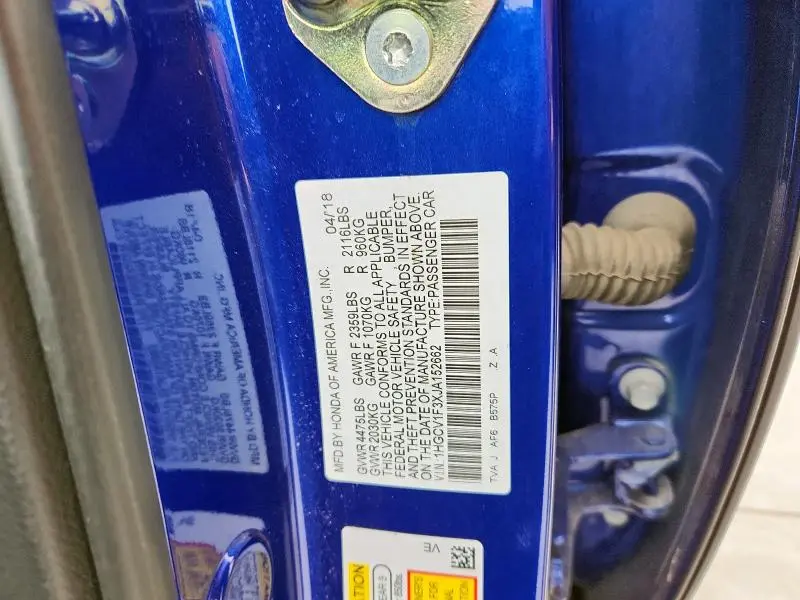 MFD.BY HONDA OF AMERICA MFG.,INC. 04/18
GVWR 4475LBS GAWR F 2359LBS R 2116LBS
GVWR 2030KG GAWR F 1070KG R 960KG
THIS VEHICLE CONFORMS TO ALL APPLICABLE
FEDERAL MOTOR VEHICLE SAFETY , BUMPER,
AND THEFT PREVENTION STANDARDS IN EFFECT
ON THE DATE OF MANUFACTURE SHOWN ABOVE.
V.I.N. 1HGCV1F3XJA152662 TYPE:PASSENGER CAR
TVA J AF6 B575P Z .A
VE